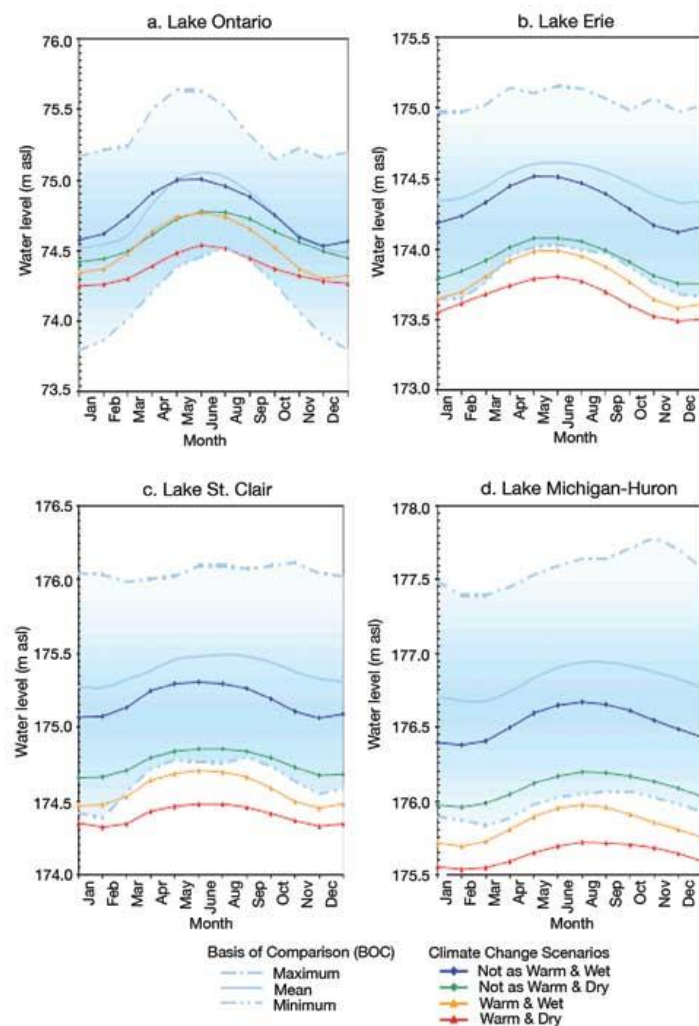 a. Lake Ontario
76.0
75.5
75.0
74.5
74.0
73.5
Water level (m asl)
Jan Feb Mar Apr May June Aug Sep Oct Nov Dec
Month
b. Lake Erie
175.5
175.0
174.5
174.0
173.5
173.0
Water level (m asl)
Jan Feb Mar Apr May June Aug Sep Oct Nov Dec
Month
c. Lake St. Clair
176.5
176.0
175.5
175.0
174.5
174.0
Water level (m asl)
Jan Feb Mar Apr May June Aug Sep Oct Nov Dec
Month
d. Lake Michigan-Huron
178.0
177.5
177.0
176.5
176.0
175.5
Water level (m asl)
Jan Feb Mar Apr May June Aug Sep Oct Nov Dec
Month
Basis of Comparison (BOC)
Maximum
Mean
Minimum
Climate Change Scenarios
Not as Warm & Wet
Not as Warm & Dry
Warm & Wet
Warm & Dry